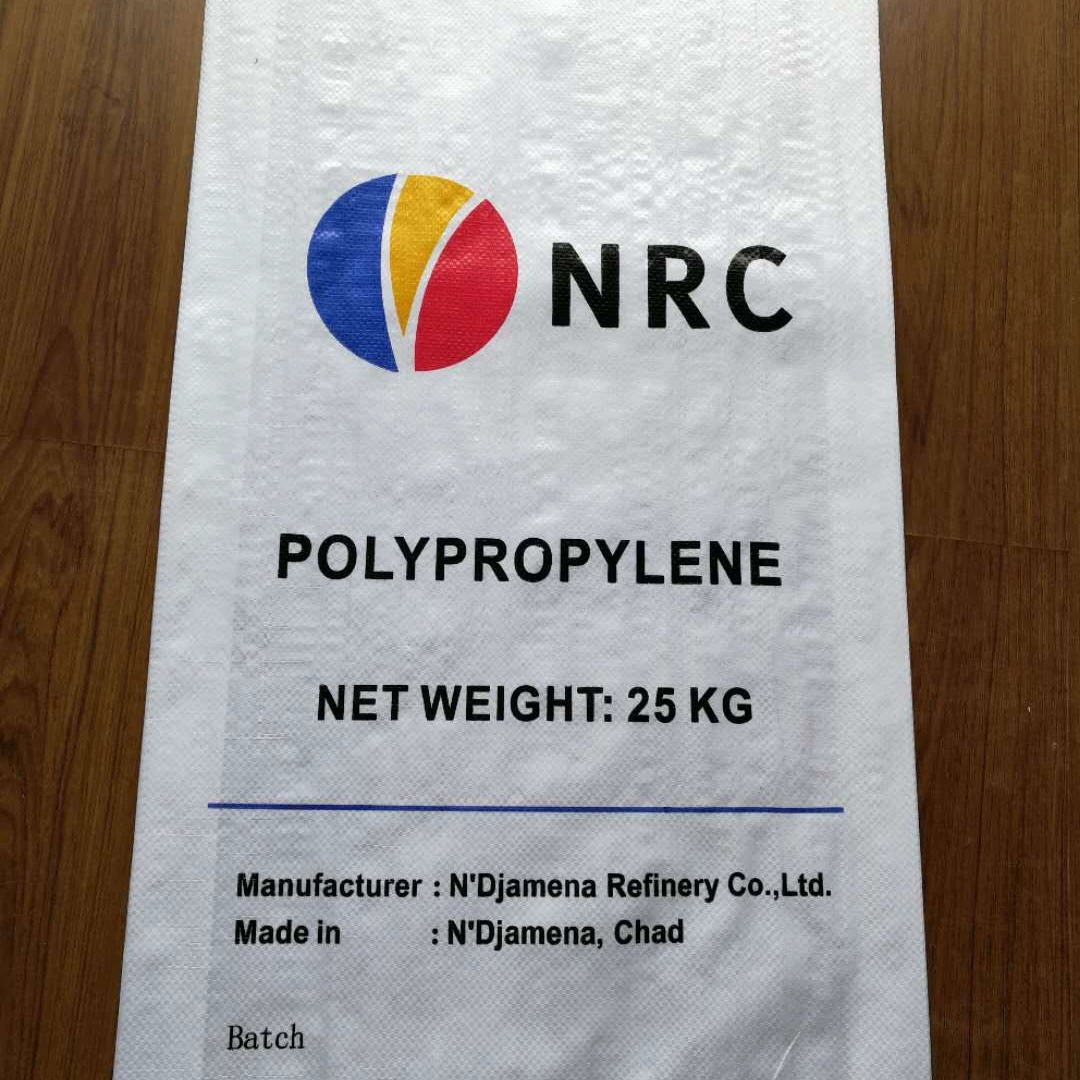 NRC
POLYPROPYLENE
NET WEIGHT: 25 KG
Manufacturer : N'Djamena Refinery Co.,Ltd.
Made in : N'Djamena, Chad
Batch